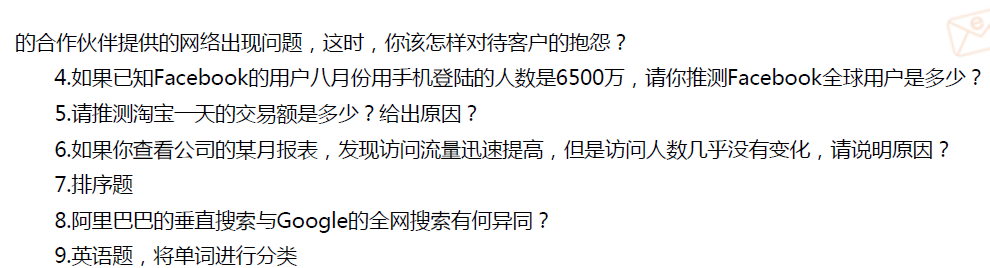 的合作伙伴提供的网络出现问题，这时，你该怎样对待客户的抱怨？
4.如果已知Facebook的用户八月份用手机登陆的人数是6500万，请你推测Facebook全球用户是多少？
5.请推测淘宝一天的交易额是多少？给出原因？
6.如果你查看公司的某月报表，发现访问流量迅速提高，但是访问人数几乎没有变化，请说明原因？
7.排序题
8.阿里巴巴的垂直搜索与Google的全网搜索有何异同？
9.英语题，将单词进行分类